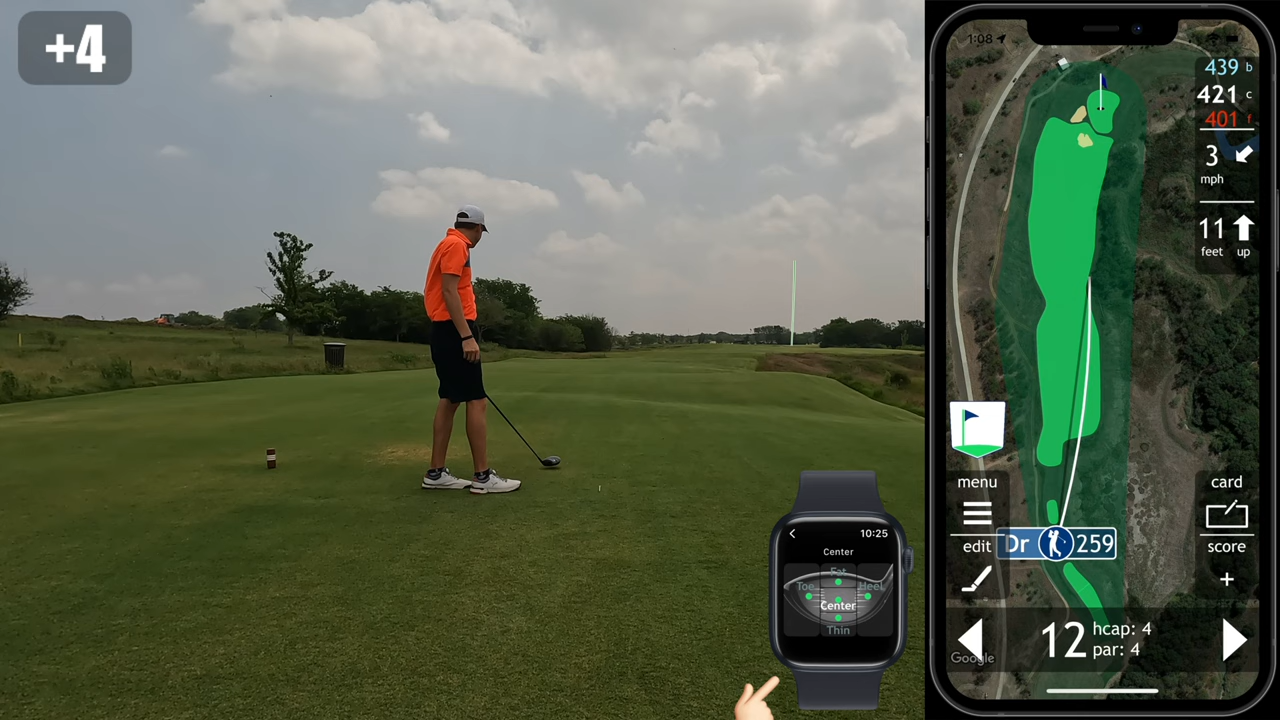 +4
10:25
Center
Fat
Toe
Heel
Center
Thin
1:08
439 b
421 c
401 f
3
mph
11
feet up
menu
card
edit
score
Dr 259
12
hcap: 4
par: 4
Google